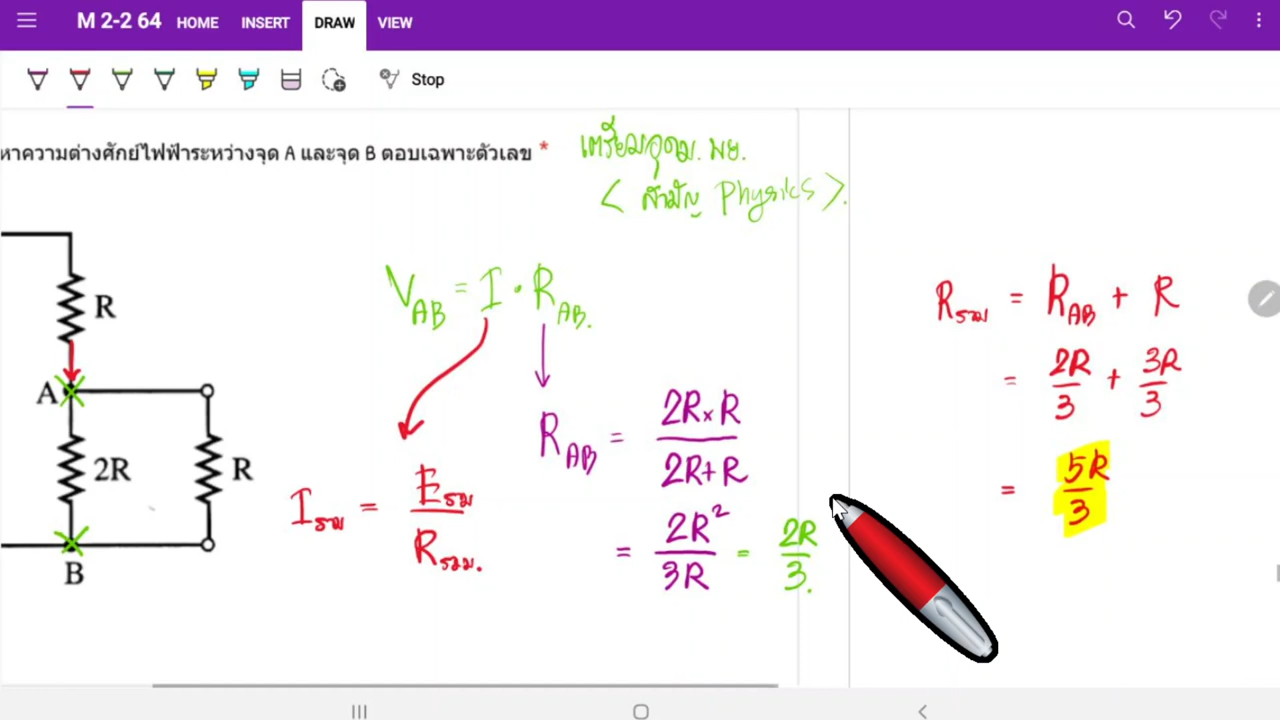 M 2-2 64 HOME INSERT DRAW VIEW
Stop
หาความต่างศักย์ไฟฟ้าระหว่างจุด A และจุด B ตอบเฉพาะตัวเลข *
เตรียมอุดม. พย.
< สามัญ Physics >.
R
A
2R
R
B
V_AB = I · R_AB.
I_รวม = E_รวม / R_รวม.
R_AB = 2R×R / 2R+R
= 2R² / 3R = 2R / 3.
R_รวม = R_AB + R
= 2R / 3 + 3R / 3
= 5R / 3